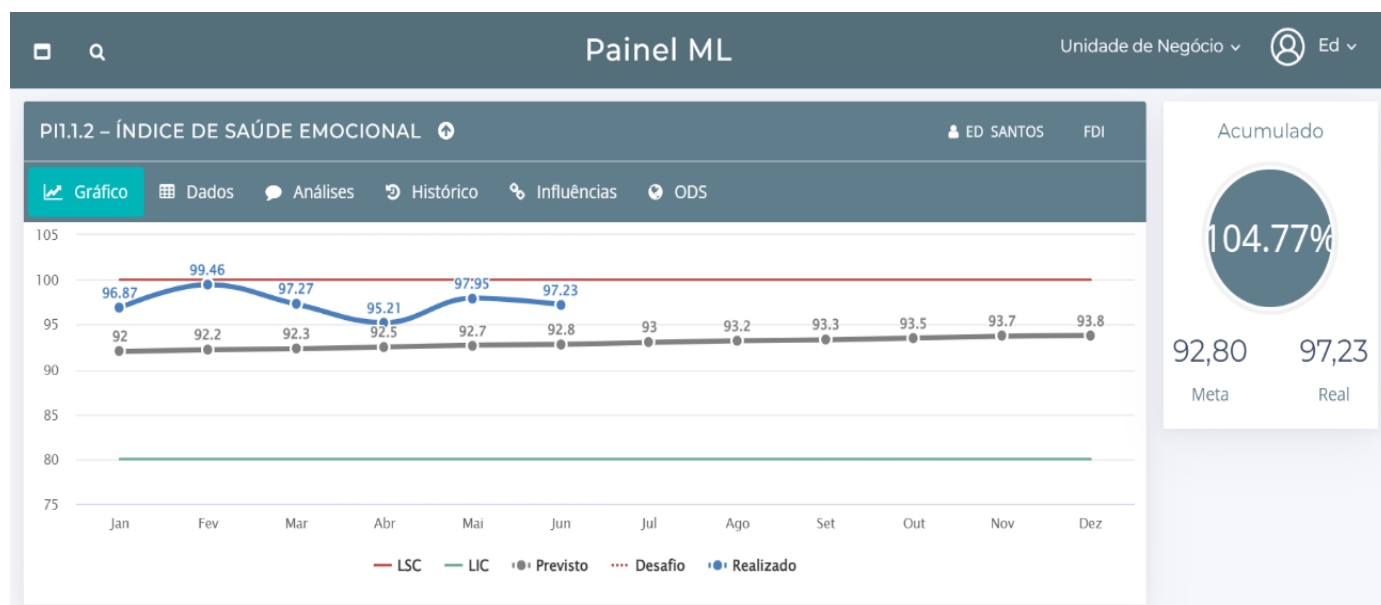 Painel ML
Unidade de Negócio
Ed
PI1.1.2 – ÍNDICE DE SAÚDE EMOCIONAL
ED SANTOS
FDI
Gráfico
Dados
Análises
Histórico
Influências
ODS
105
100
95
90
85
80
75
96.87
99.46
97.27
95.21
97.95
97.23
92
92.2
92.3
92.5
92.7
92.8
93
93.2
93.3
93.5
93.7
93.8
Jan
Fev
Mar
Abr
Mai
Jun
Jul
Ago
Set
Out
Nov
Dez
LSC
LIC
Previsto
Desafio
Realizado
Acumulado
104.77%
92,80
97,23
Meta
Real